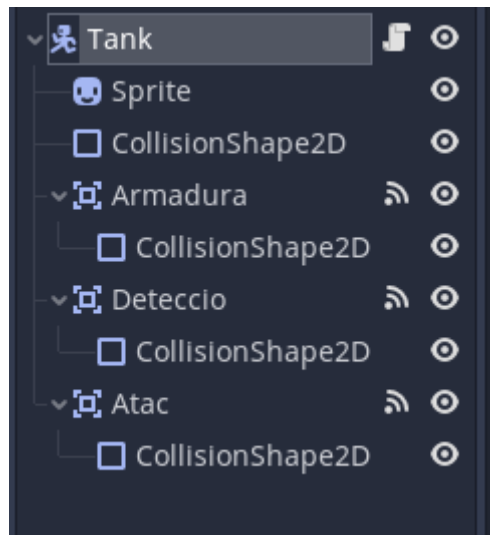 Tank
Sprite
CollisionShape2D
Armadura
CollisionShape2D
Deteccio
CollisionShape2D
Atac
CollisionShape2D